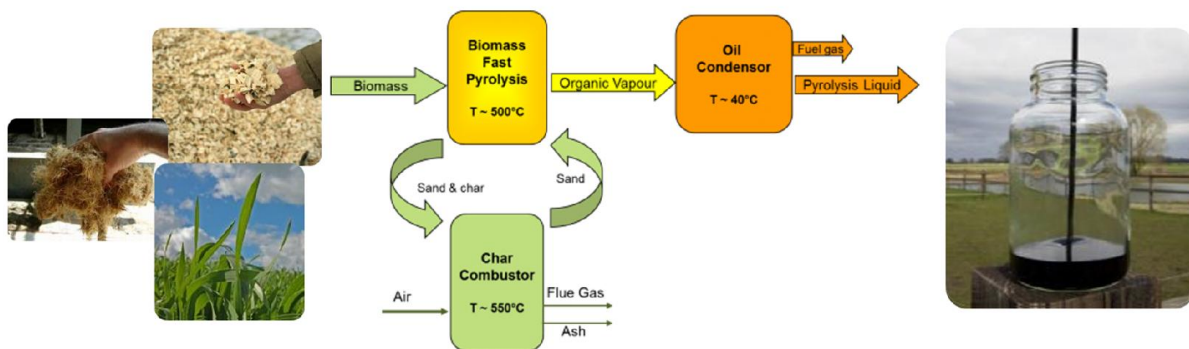 Biomass
Biomass
Fast
Pyrolysis
T ~ 500°C
Organic Vapour
Oil
Condensor
T ~ 40°C
Fuel gas
Pyrolysis Liquid
Sand & char
Sand
Char
Combustor
T ~ 550°C
Air
Flue Gas
Ash